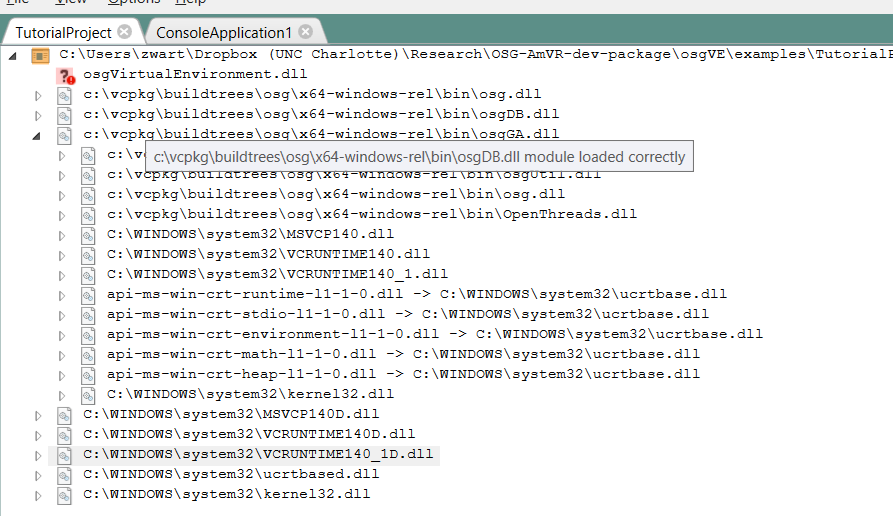 View Options Help
TutorialProject ConsoleApplication1
C:\Users\zwart\Dropbox (UNC Charlotte)\Research\OSG-AmVR-dev-package\osgVE\examples\Tutorial
osgVirtualEnvironment.dll
c:\vcpkg\buildtrees\osg\x64-windows-rel\bin\osg.dll
c:\vcpkg\buildtrees\osg\x64-windows-rel\bin\osgDB.dll
c:\vcpkg\buildtrees\osg\x64-windows-rel\bin\osgGA.dll
c:\vcpkg\buildtrees\osg\x64-windows-rel\bin\osgDB.dll module loaded correctly
c:\vcpkg\buildtrees\osg\x64-windows-rel\bin\osgUtil.dll
c:\vcpkg\buildtrees\osg\x64-windows-rel\bin\osg.dll
c:\vcpkg\buildtrees\osg\x64-windows-rel\bin\OpenThreads.dll
C:\WINDOWS\system32\MSVCP140.dll
C:\WINDOWS\system32\VCRUNTIME140.dll
C:\WINDOWS\system32\VCRUNTIME140_1.dll
api-ms-win-crt-runtime-l1-1-0.dll -> C:\WINDOWS\system32\ucrtbase.dll
api-ms-win-crt-stdio-l1-1-0.dll -> C:\WINDOWS\system32\ucrtbase.dll
api-ms-win-crt-environment-l1-1-0.dll -> C:\WINDOWS\system32\ucrtbase.dll
api-ms-win-crt-math-l1-1-0.dll -> C:\WINDOWS\system32\ucrtbase.dll
api-ms-win-crt-heap-l1-1-0.dll -> C:\WINDOWS\system32\ucrtbase.dll
C:\WINDOWS\system32\kernel32.dll
C:\WINDOWS\system32\MSVCP140D.dll
C:\WINDOWS\system32\VCRUNTIME140D.dll
C:\WINDOWS\system32\VCRUNTIME140_1D.dll
C:\WINDOWS\system32\ucrtbased.dll
C:\WINDOWS\system32\kernel32.dll